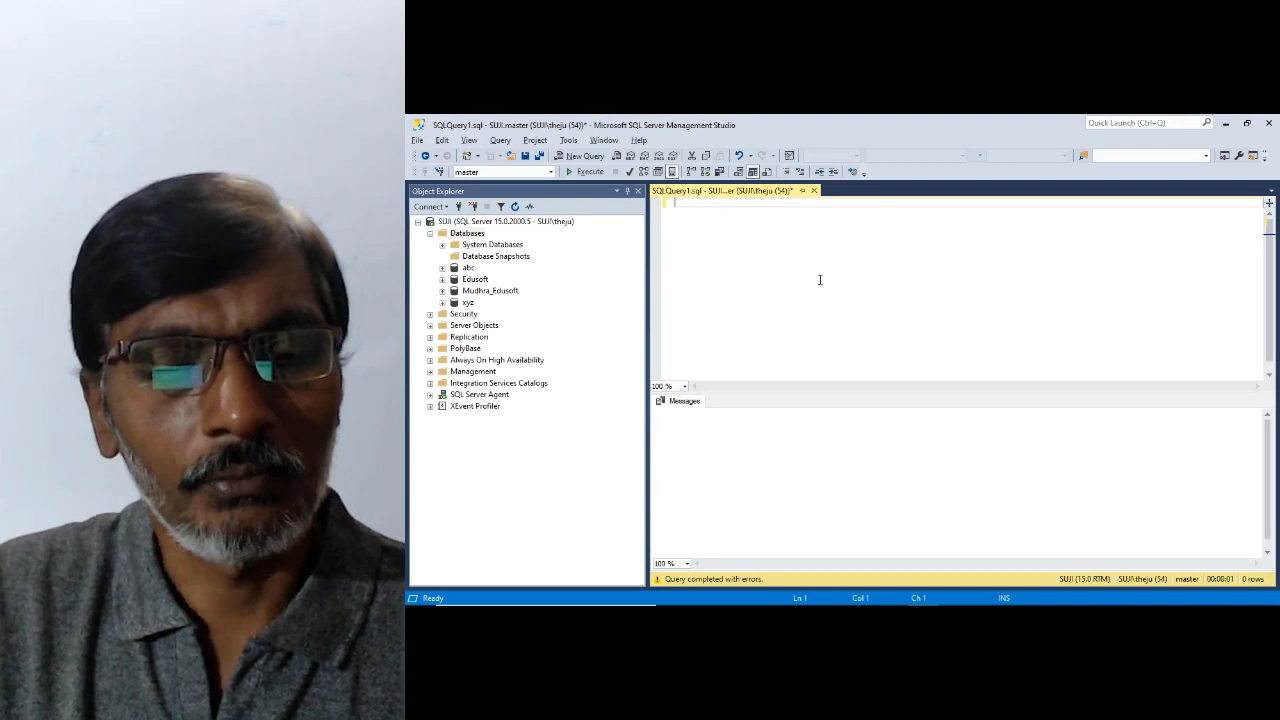 SQLQuery1.sql - SUJI.master (SUJI\theju (54))* - Microsoft SQL Server Management Studio
Quick Launch (Ctrl+Q)
File Edit View Query Project Tools Window Help
New Query
master
Execute
Object Explorer
SQLQuery1.sql - SUJI...er (SUJI\theju (54))*
Connect
SUJI (SQL Server 15.0.2000.5 - SUJI\theju)
Databases
System Databases
Database Snapshots
abc
Edusoft
Mudhra_Edusoft
xyz
Security
Server Objects
Replication
PolyBase
Always On High Availability
Management
Integration Services Catalogs
SQL Server Agent
XEvent Profiler
100 %
Messages
100 %
Query completed with errors.
SUJI (15.0 RTM) SUJI\theju (54) master 00:00:01 0 rows
Ready
Ln 1 Col 1 Ch 1 INS